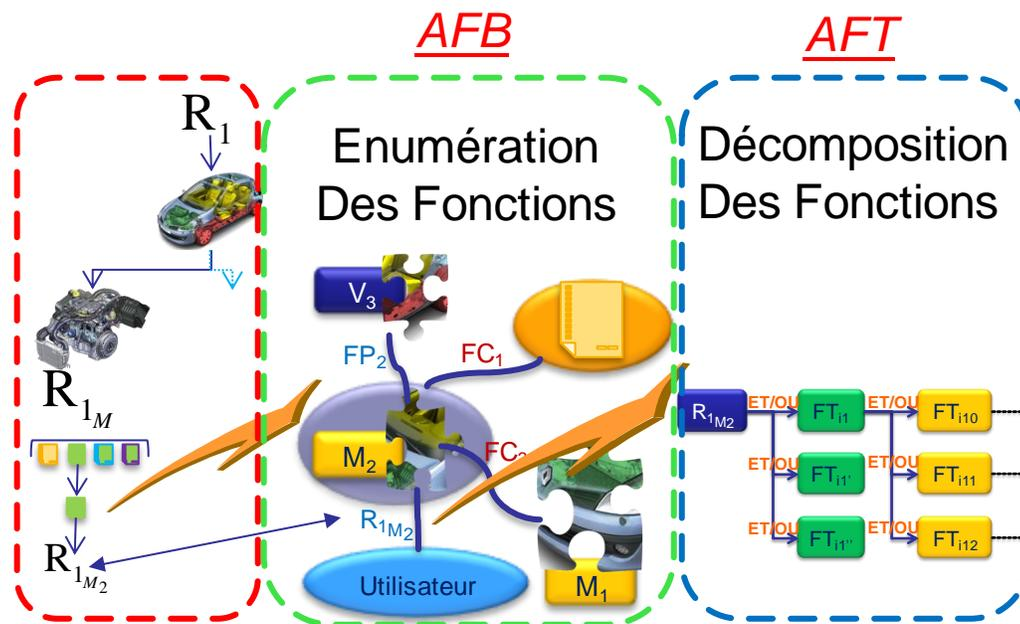 AFB
AFT
R1
R1M
R1M2
Enumération
Des Fonctions
V3
FP2
FC1
M2
FC2
R1M2
Utilisateur
M1
Décomposition
Des Fonctions
R1M2
ET/OU
FTi1
ET/OU
FTi10
ET/OU
FTi1'
ET/OU
FTi11
ET/OU
FTi1''
ET/OU
FTi12